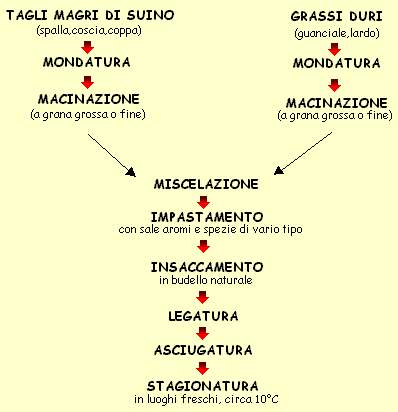 TAGLI MAGRI DI SUINO
(spalla,coscia,coppa)
MONDATURA
MACINAZIONE
(a grana grossa o fine)
GRASSI DURI
(guanciale,lardo)
MONDATURA
MACINAZIONE
(a grana grossa o fine)
MISCELAZIONE
IMPASTAMENTO
con sale aromi e spezie di vario tipo
INSACCAMENTO
in budello naturale
LEGATURA
ASCIUGATURA
STAGIONATURA
in luoghi freschi, circa 10°C